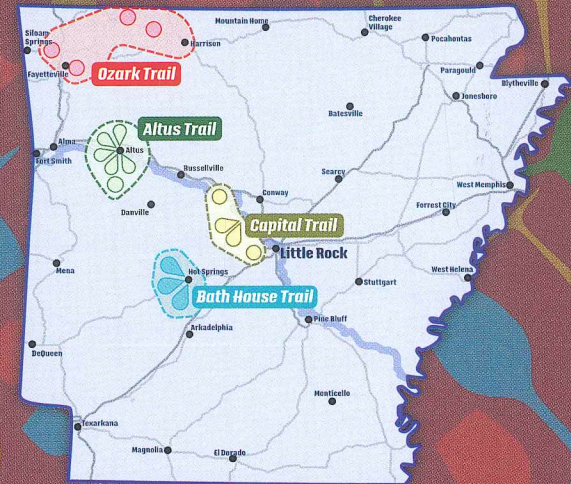 Mountain Home
Cherokee
Village
Siloam
Springs
Pocahontas
Harrison
Fayetteville
Ozark Trail
Paragould
Blytheville
Jonesboro
Batesville
Altus Trail
Alma
Altus
Fort Smith
Russellville
Searcy
West Memphis
Conway
Danville
Forrest City
Capital Trail
Little Rock
Mena
Hot Springs
West Helena
Stuttgart
Bath House Trail
Pine Bluff
Arkadelphia
DeQueen
Monticello
Texarkana
Magnolia
El Dorado